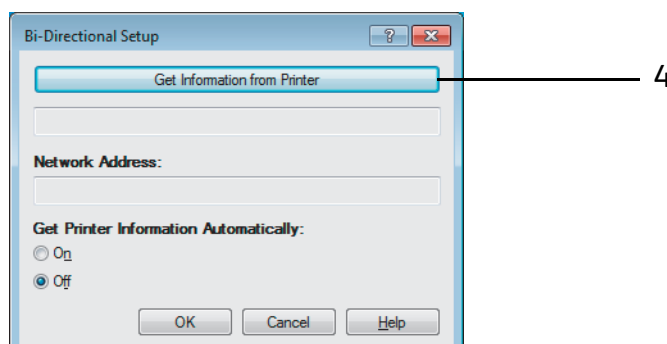 Bi-Directional Setup
Get Information from Printer
4
Network Address:
Get Printer Information Automatically:
On
Off
OK Cancel Help